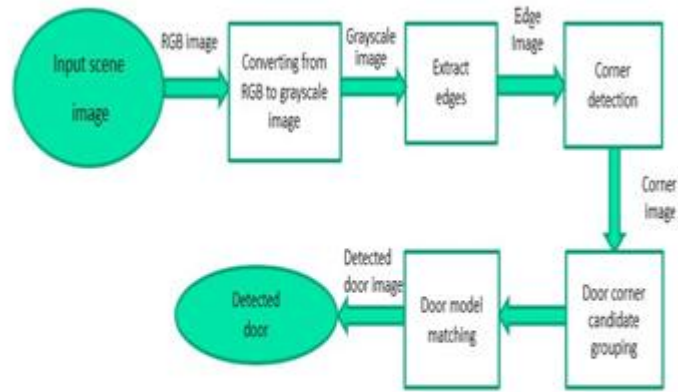 Input scene
image
RGB image
Converting from
RGB to grayscale
image
Grayscale
image
Extract
edges
Edge
Image
Corner
detection
Corner
Image
Door corner
candidate
grouping
Door model
matching
Detected
door image
Detected
door